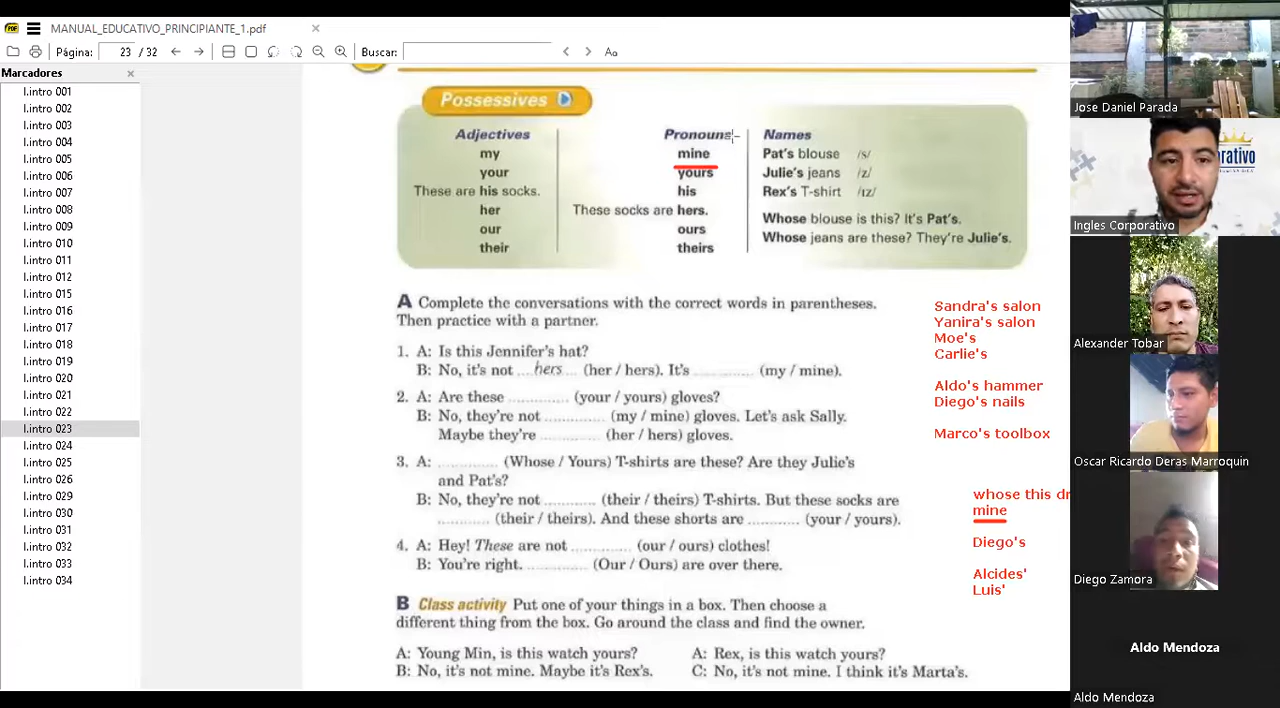 MANUAL_EDUCATIVO_PRINCIPIANTE_1.pdf
Página: 23 / 32 Buscar: Aa
Marcadores
I.intro 001
I.intro 002
I.intro 003
I.intro 004
I.intro 005
I.intro 006
I.intro 007
I.intro 008
I.intro 009
I.intro 010
I.intro 011
I.intro 012
I.intro 015
I.intro 016
I.intro 017
I.intro 018
I.intro 019
I.intro 020
I.intro 021
I.intro 022
I.intro 023
I.intro 024
I.intro 025
I.intro 026
I.intro 029
I.intro 030
I.intro 031
I.intro 032
I.intro 033
I.intro 034
Possessives
Adjectives
my
your
These are his socks.
her
our
their
Pronouns
mine
yours
his
These socks are hers.
ours
theirs
Names
Pat's blouse /s/
Julie's jeans /z/
Rex's T-shirt /ɪz/
Whose blouse is this? It's Pat's.
Whose jeans are these? They're Julie's.
A Complete the conversations with the correct words in parentheses.
Then practice with a partner.
1. A: Is this Jennifer's hat?
B: No, it's not hers (her / hers). It's ............ (my / mine).
2. A: Are these ............ (your / yours) gloves?
B: No, they're not ............ (my / mine) gloves. Let's ask Sally.
Maybe they're ............ (her / hers) gloves.
3. A: ............ (Whose / Yours) T-shirts are these? Are they Julie's
and Pat's?
B: No, they're not ............ (their / theirs) T-shirts. But these socks are
............ (their / theirs). And these shorts are ............ (your / yours).
4. A: Hey! These are not ............ (our / ours) clothes!
B: You're right. ............ (Our / Ours) are over there.
B Class activity Put one of your things in a box. Then choose a
different thing from the box. Go around the class and find the owner.
A: Young Min, is this watch yours?
B: No, it's not mine. Maybe it's Rex's.
A: Rex, is this watch yours?
C: No, it's not mine. I think it's Marta's.
Sandra's salon
Yanira's salon
Moe's
Carlie's
Aldo's hammer
Diego's nails
Marco's toolbox
whose this dr
mine
Diego's
Alcides'
Luis'
Jose Daniel Parada
orativo
Ingles Corporativo
Alexander Tobar
Oscar Ricardo Deras Marroquin
Diego Zamora
Aldo Mendoza
Aldo Mendoza